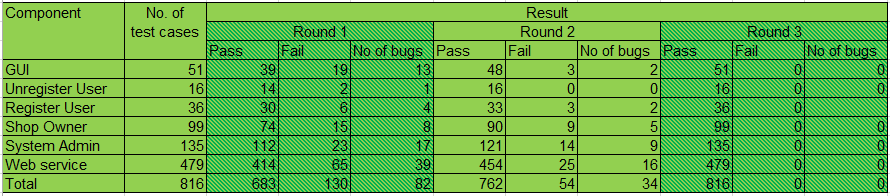 Component No. of Result
test cases Round 1 Round 2 Round 3
Pass Fail No of bugs Pass Fail No of bugs Pass Fail No of bugs
GUI 51 39 19 13 48 3 2 51 0 0
Unregister User 16 14 2 1 16 0 0 16 0 0
Register User 36 30 6 4 33 3 2 36 0 0
Shop Owner 99 74 15 8 90 9 5 99 0 0
System Admin 135 112 23 17 121 14 9 135 0 0
Web service 479 414 65 39 454 25 16 479 0 0
Total 816 683 130 82 762 54 34 816 0 0